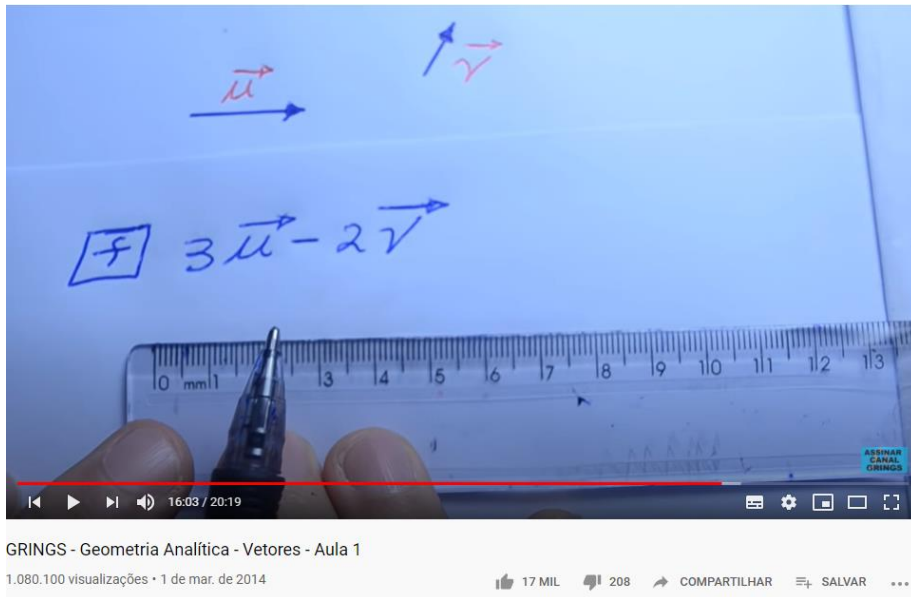 μ⃗
v⃗
f 3μ⃗ - 2v⃗
0 mm 1 3 4 5 6 7 8 9 10 11 12 13
ASSINAR
CANAL
GRINGS
16:03 / 20:19
GRINGS - Geometria Analítica - Vetores - Aula 1
1.080.100 visualizações • 1 de mar. de 2014
17 MIL 208 COMPARTILHAR SALVAR